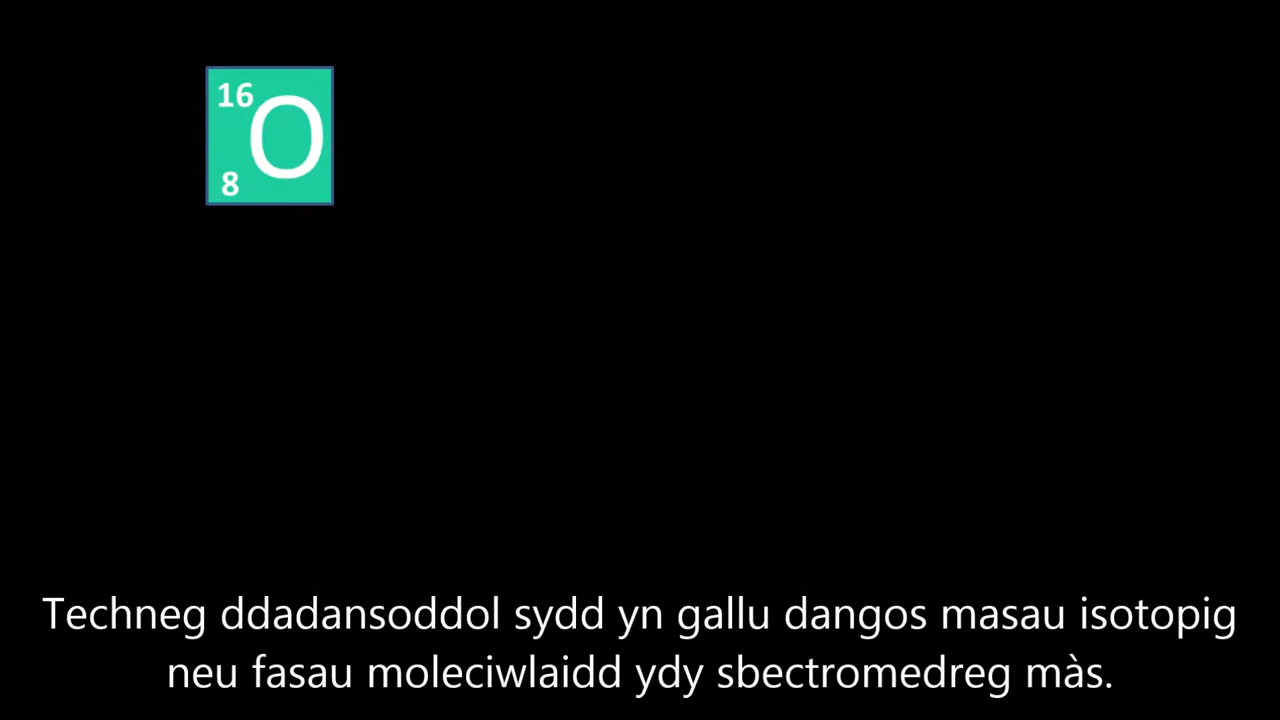 16
O
8
Techneg ddadansoddol sydd yn gallu dangos masau isotopig
neu fasau moleciwlaidd ydy sbectromedreg màs.